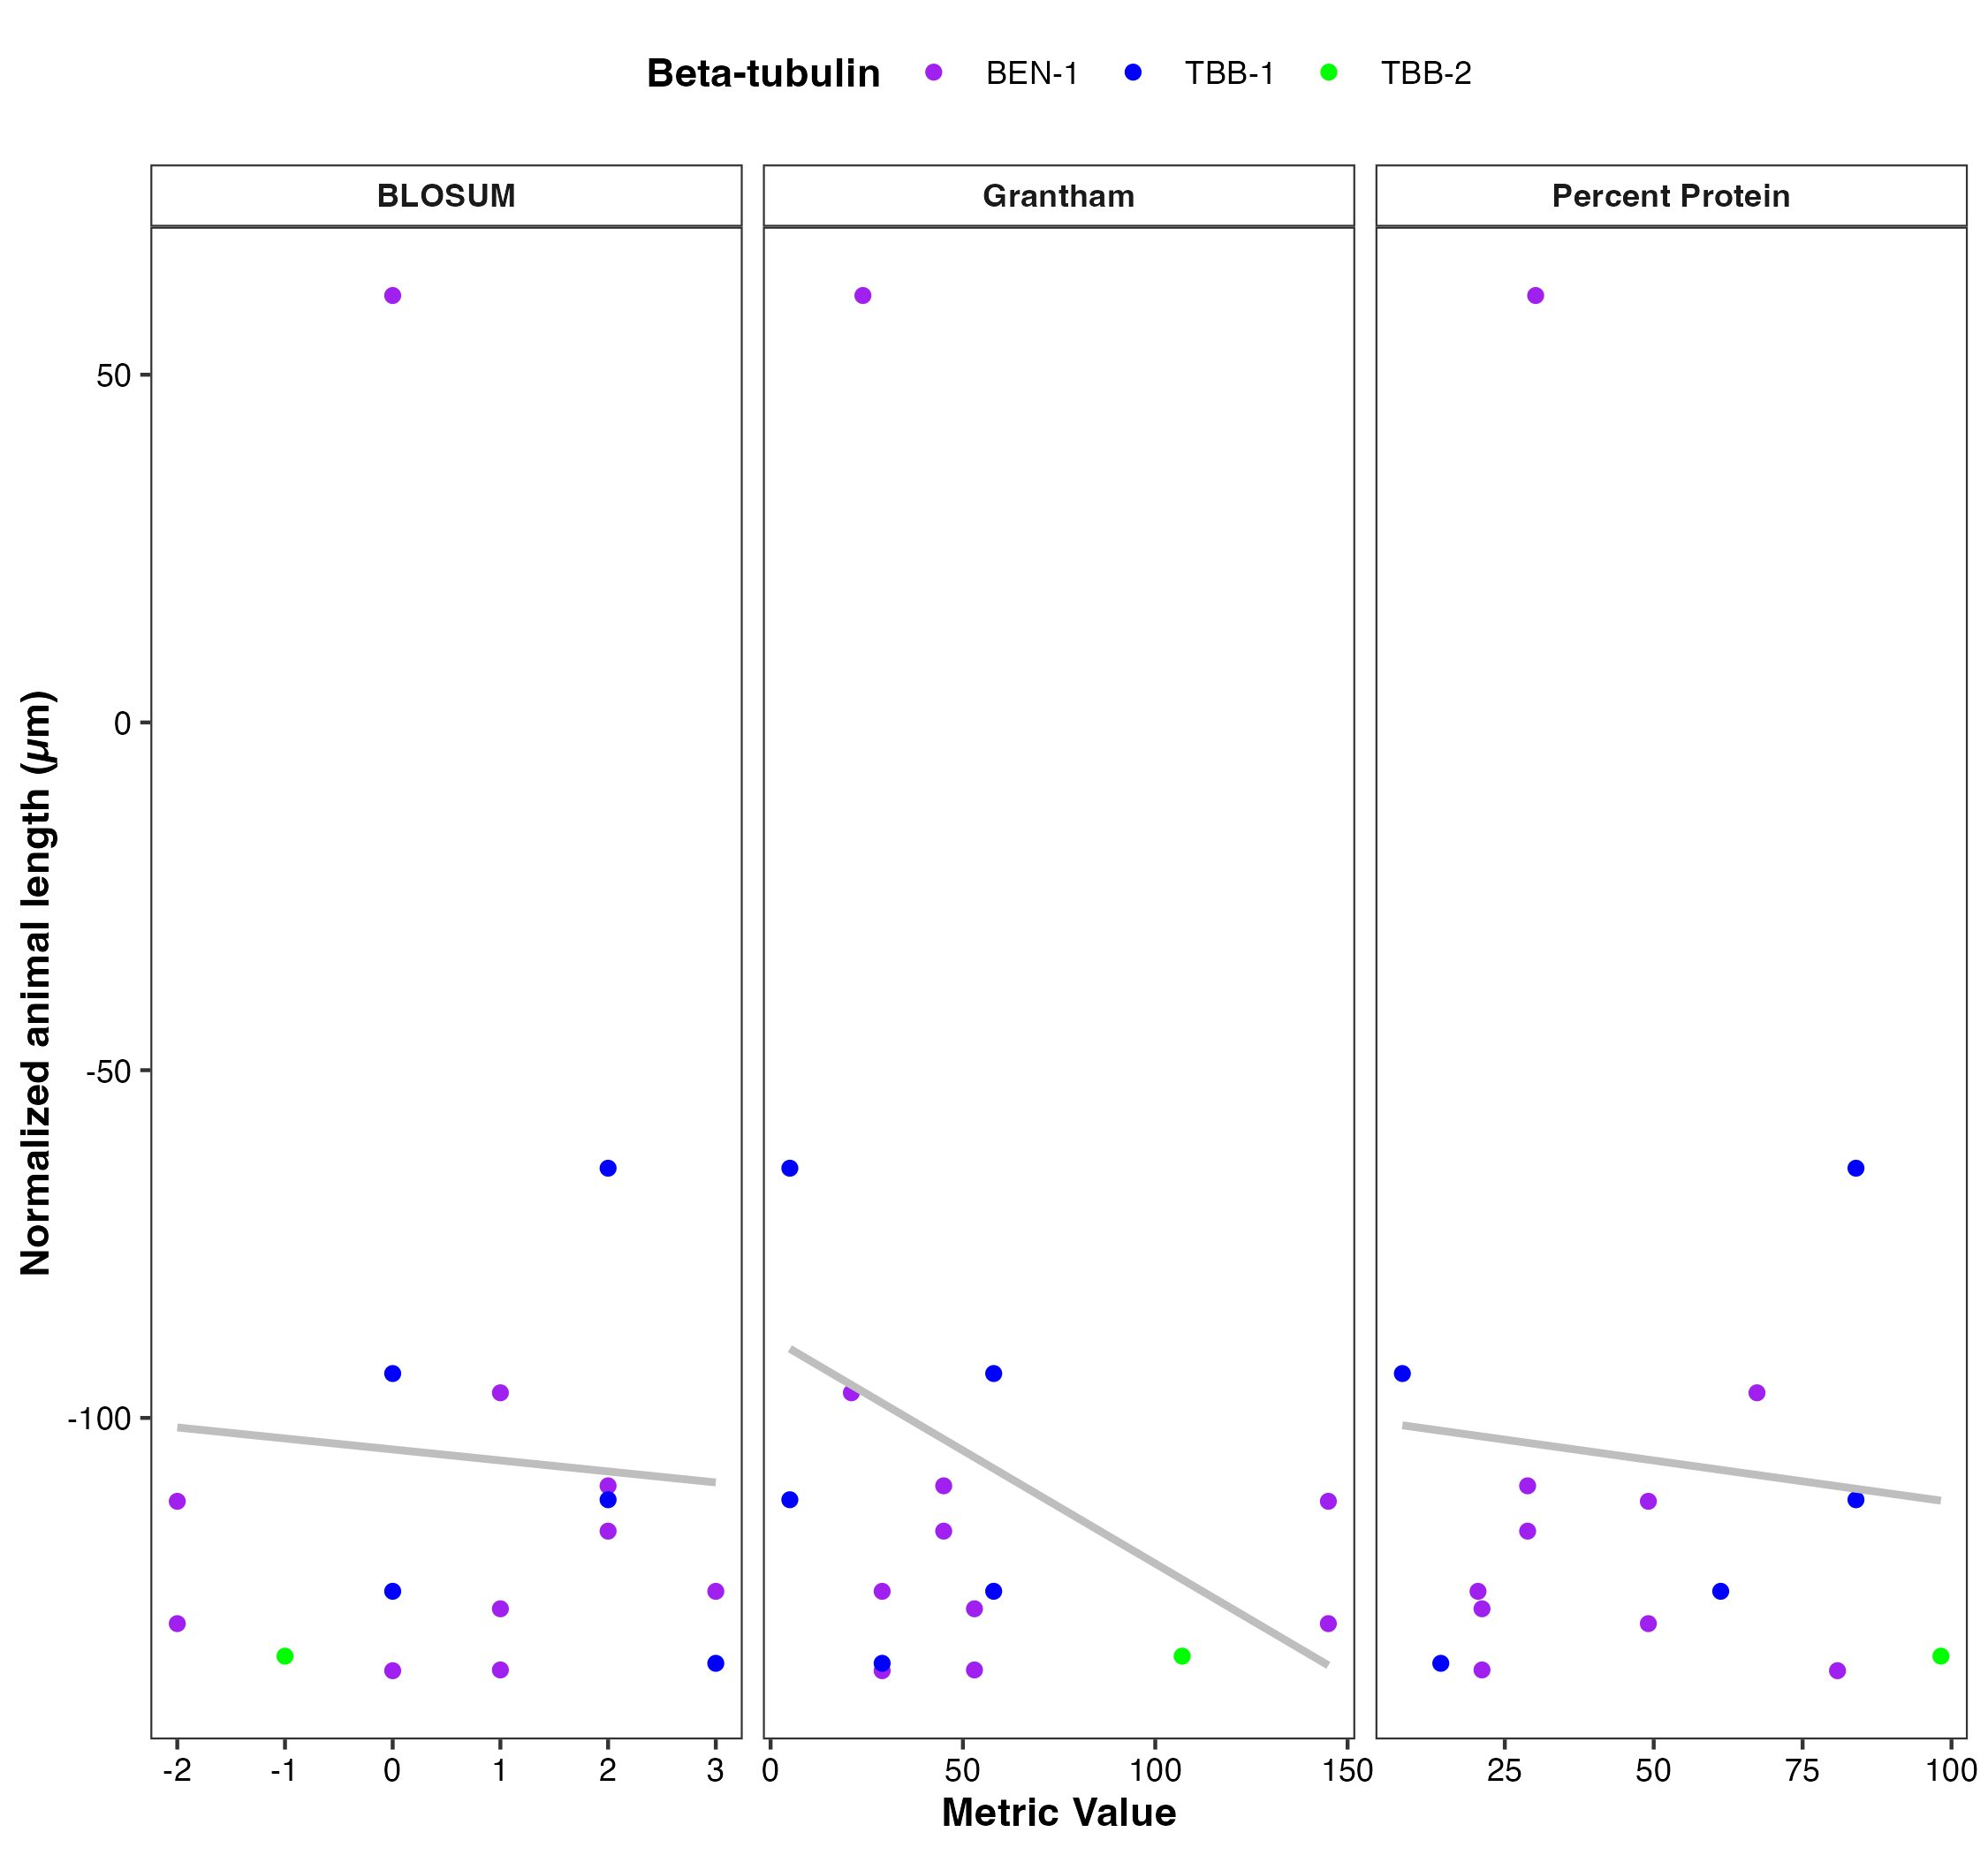 Beta-tubulin BEN-1 TBB-1 TBB-2
BLOSUM Grantham Percent Protein
50
0
-50
-100
Normalized animal length (µm)
-2 -1 0 1 2 3 0 50 100 150 25 50 75 100
Metric Value